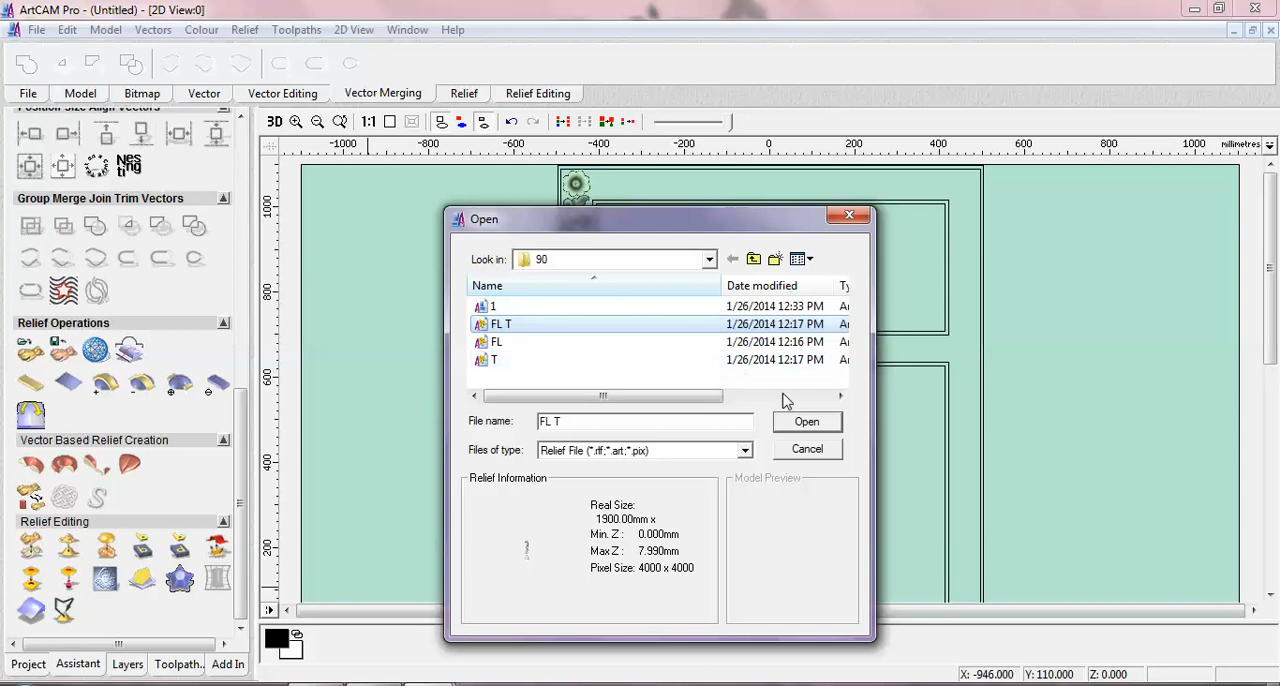 ArtCAM Pro - (Untitled) - [2D View:0]
File Edit Model Vectors Colour Relief Toolpaths 2D View Window Help
File Model Bitmap Vector Vector Editing Vector Merging Relief Relief Editing
Position Size Align Vectors
3D 1:1
-1000 -800 -600 -400 -200 0 200 400 600 800 1000 millimetres
NES
ti
1000
800
600
400
200
Group Merge Join Trim Vectors
Relief Operations
Vector Based Relief Creation
Relief Editing
Open
Look in: 90
Name Date modified Ty
1 1/26/2014 12:33 PM Ar
FL T 1/26/2014 12:17 PM Ar
FL 1/26/2014 12:16 PM Ar
T 1/26/2014 12:17 PM Ar
File name: FL T Open
Files of type: Relief File (*.rlf;*.art;*.pix) Cancel
Relief Information Model Preview
Real Size:
1900.00mm x
Min. Z : 0.000mm
Max Z : 7.990mm
Pixel Size: 4000 x 4000
Project Assistant Layers Toolpath.. Add In
X: -946.000 Y: 110.000 Z: 0.000